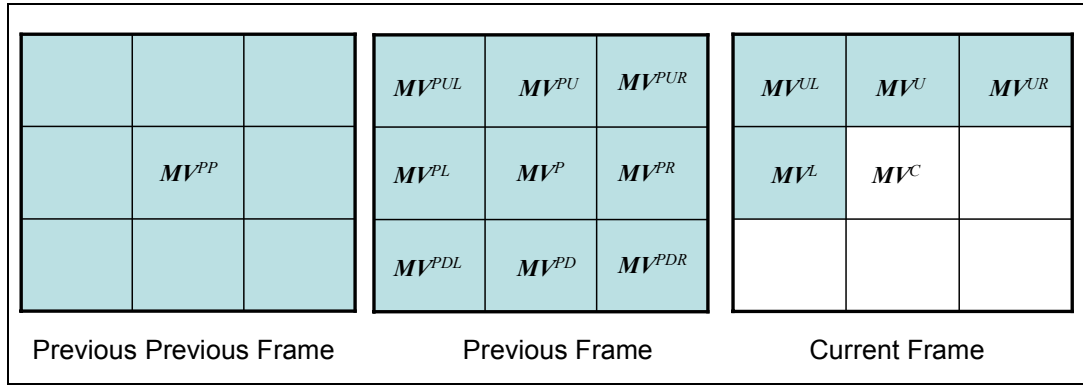 MV^PUL MV^PU MV^PUR MV^UL MV^U MV^UR
MV^PP MV^PL MV^P MV^PR MV^L MV^C
MV^PDL MV^PD MV^PDR
Previous Previous Frame Previous Frame Current Frame